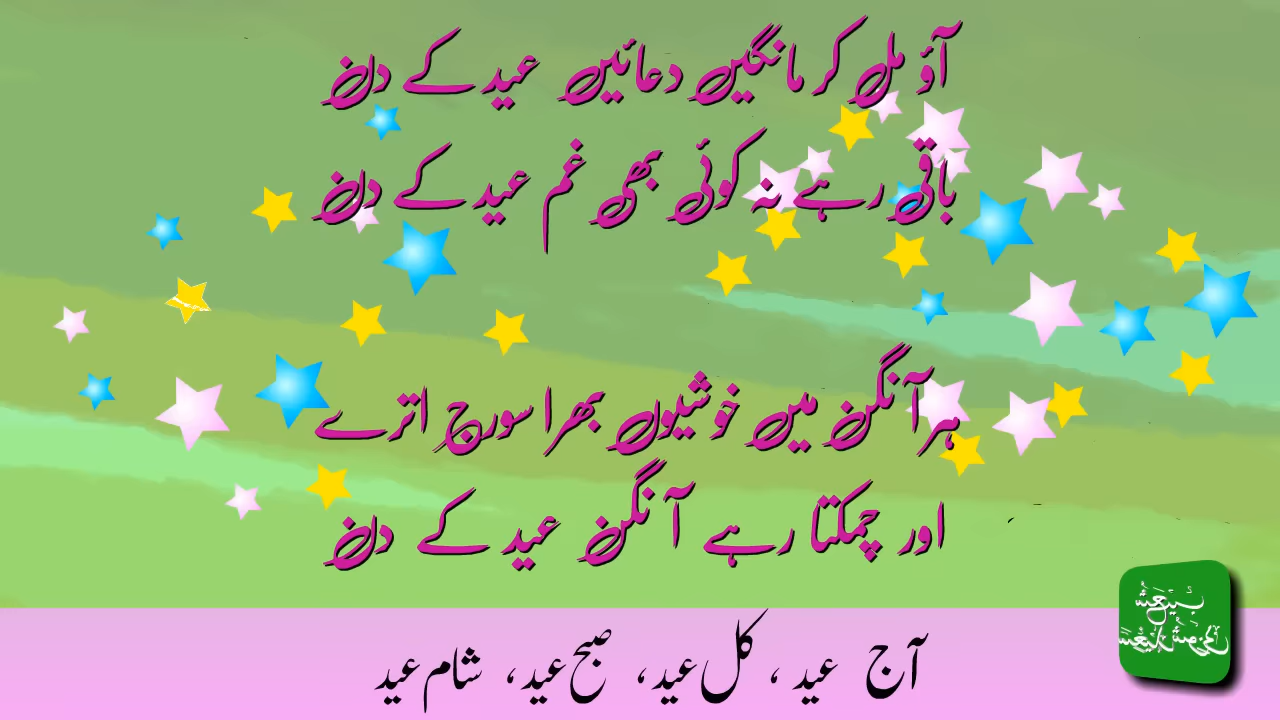 آؤ مل کر مانگیں دعائیں عید کے دن
باقی رہے نہ کوئی بھی غم عید کے دن
ہر آنگن میں خوشیوں بھرا سورج اترے
اور چمکتا رہے آنگن عید کے دن
آج عید ، کل عید ، صبح عید ، شام عید